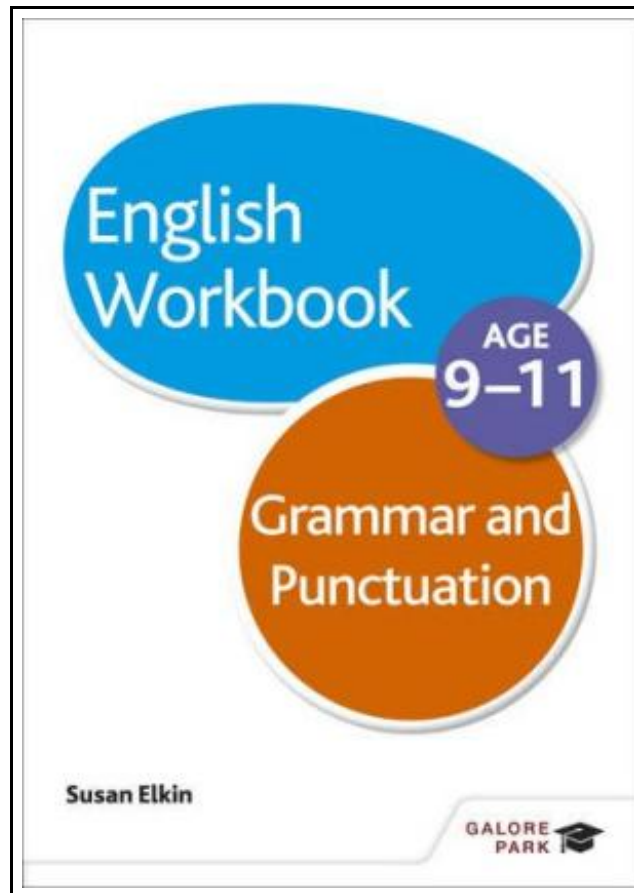 English
Workbook
AGE
9–11
Grammar and
Punctuation
Susan Elkin
GALORE
PARK